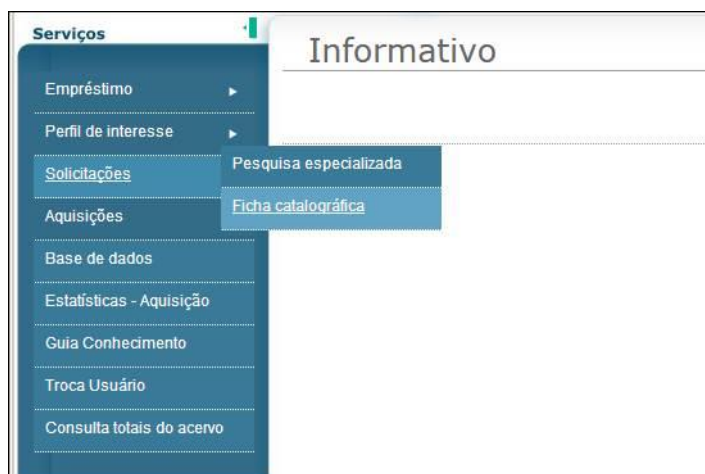 Serviços
Informativo
Empréstimo
Perfil de interesse
Solicitações
Pesquisa especializada
Ficha catalográfica
Aquisições
Base de dados
Estatísticas - Aquisição
Guia Conhecimento
Troca Usuário
Consulta totais do acervo